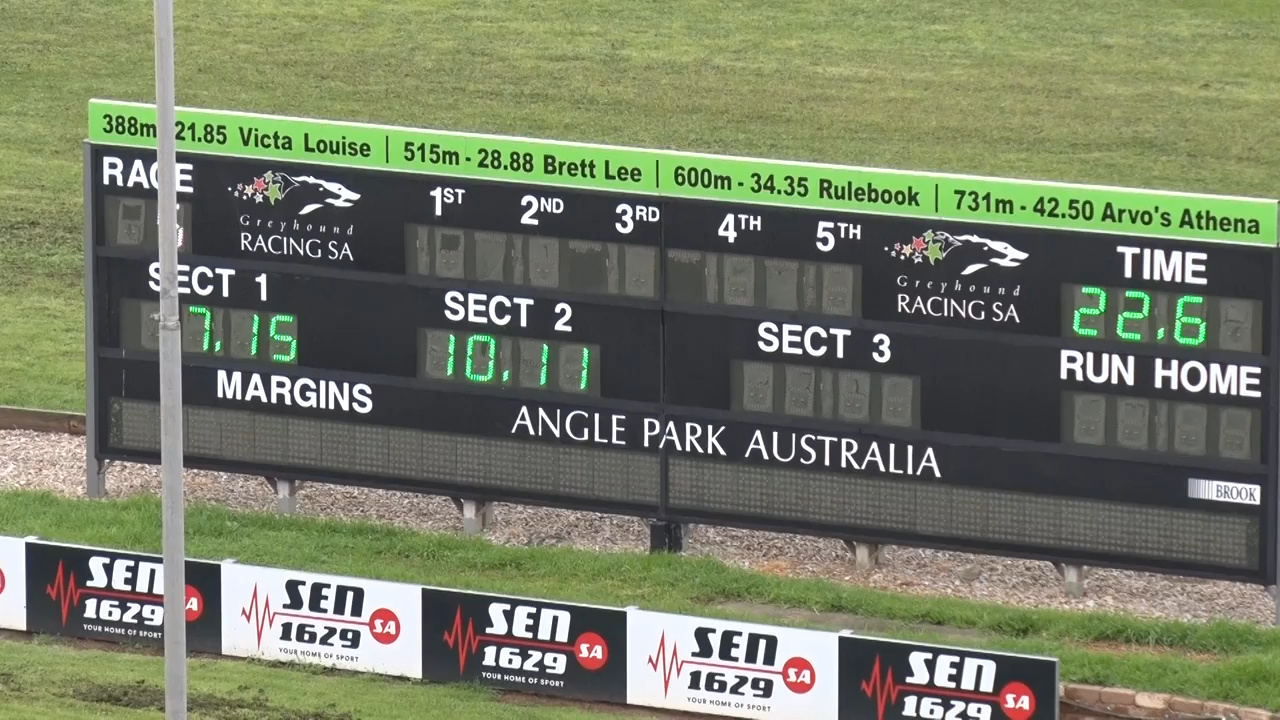 388m 21.85 Victa Louise | 515m - 28.88 Brett Lee | 600m - 34.35 Rulebook | 731m - 42.50 Arvo's Athena
RACE
Greyhound
RACING SA
1ST 2ND 3RD 4TH 5TH
Greyhound
RACING SA
TIME
22.6
SECT 1
7.15
SECT 2
10.11
SECT 3
RUN HOME
MARGINS
ANGLE PARK AUSTRALIA
BROOK
SEN
1629 SA
YOUR HOME OF SPORT
SEN
1629 SA
YOUR HOME OF SPORT
SEN
1629 SA
YOUR HOME OF SPORT
SEN
1629 SA
YOUR HOME OF SPORT
SEN
1629 SA